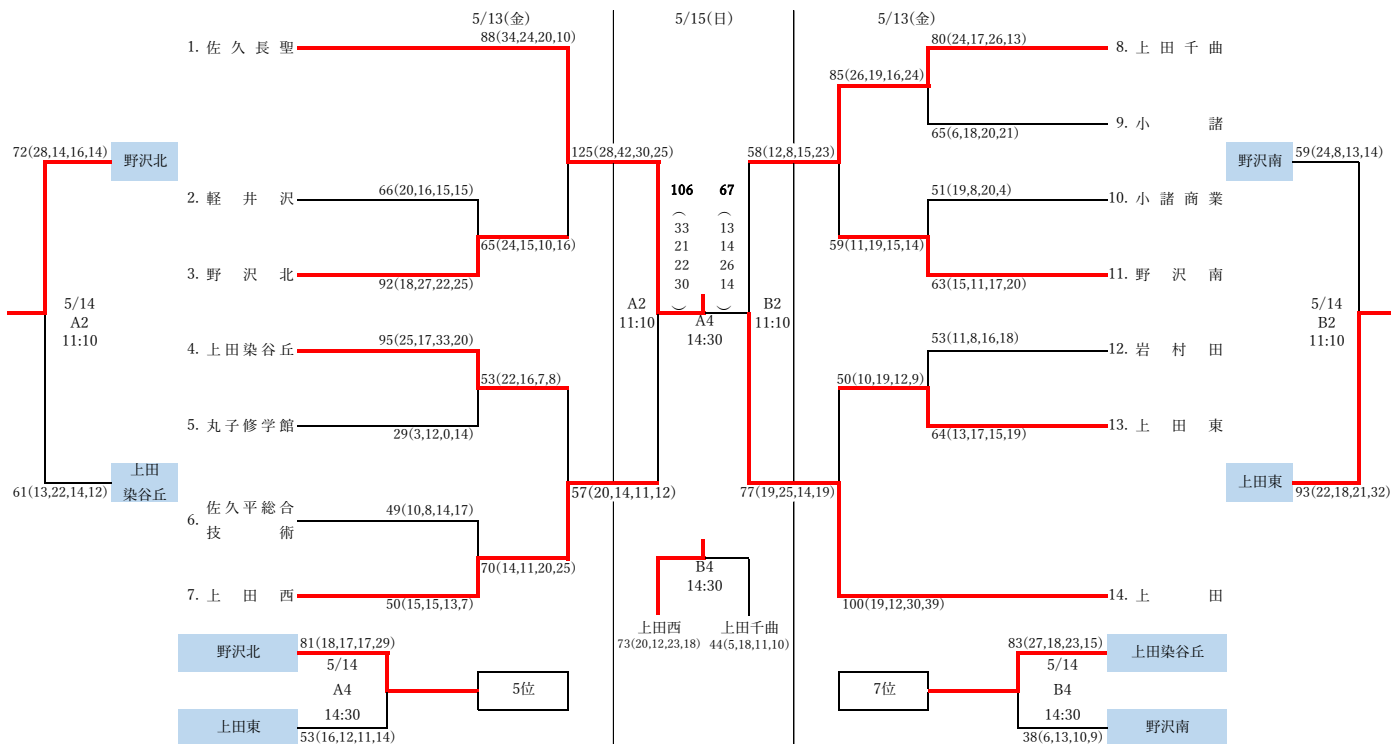 5/13(金)
5/15(日)
5/13(金)
88(34,24,20,10)
80(24,17,26,13)
1. 佐久長聖
8. 上田千曲
85(26,19,16,24)
9. 小諸
65(6,18,20,21)
72(28,14,16,14)
野沢北
125(28,42,30,25)
58(12,8,15,23)
野沢南
59(24,8,13,14)
2. 軽井沢
66(20,16,15,15)
106
67
51(19,8,20,4)
10. 小諸商業
(33 21 22 30)
(13 14 26 14)
65(24,15,10,16)
59(11,19,15,14)
3. 野沢北
92(18,27,22,25)
63(15,11,17,20)
11. 野沢南
5/14
A2
11:10
A2
11:10
A4
14:30
B2
11:10
5/14
B2
11:10
4. 上田染谷丘
95(25,17,33,20)
53(11,8,16,18)
12. 岩村田
53(22,16,7,8)
50(10,19,12,9)
5. 丸子修学館
29(3,12,0,14)
64(13,17,15,19)
13. 上田東
上田
染谷丘
61(13,22,14,12)
57(20,14,11,12)
77(19,25,14,19)
上田東
93(22,18,21,32)
6. 佐久平総合
技術
49(10,8,14,17)
70(14,11,20,25)
B4
14:30
7. 上田西
50(15,15,13,7)
100(19,12,30,39)
14. 上田
上田西
73(20,12,23,18)
上田千曲
44(5,18,11,10)
野沢北
81(18,17,17,29)
5/14
A4
14:30
5位
上田東
53(16,12,11,14)
83(27,18,23,15)
上田染谷丘
5/14
B4
14:30
7位
38(6,13,10,9)
野沢南